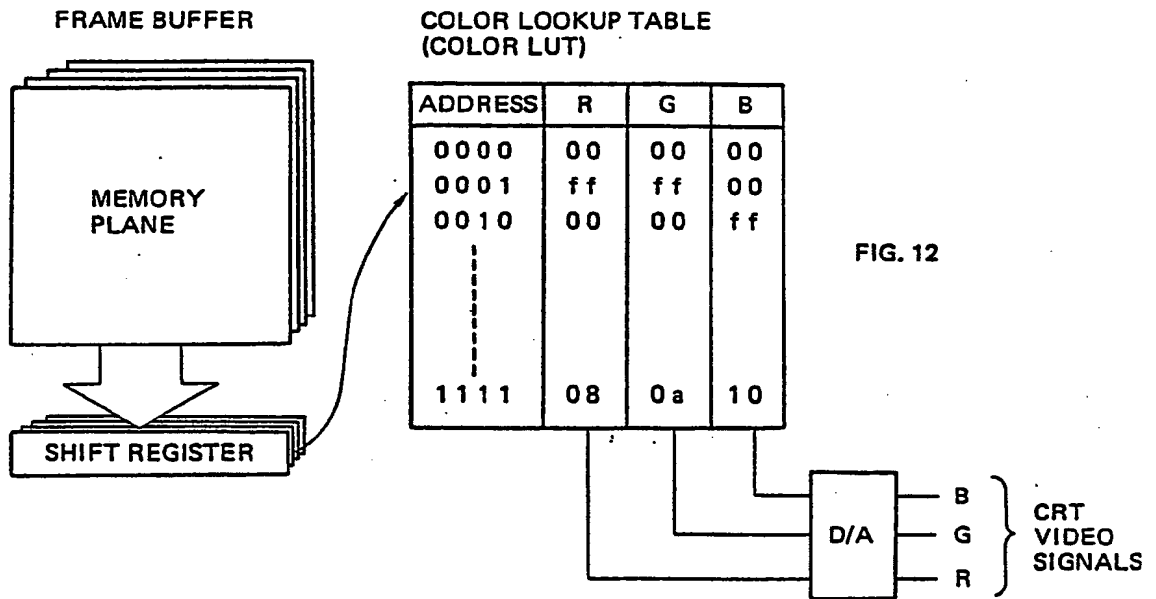 FRAME BUFFER
COLOR LOOKUP TABLE
(COLOR LUT)
MEMORY
PLANE
SHIFT REGISTER
ADDRESS R G B
0000 00 00 00
0001 ff ff 00
0010 00 00 ff
1111 08 0a 10
FIG. 12
D/A
B
G
R
CRT
VIDEO
SIGNALS